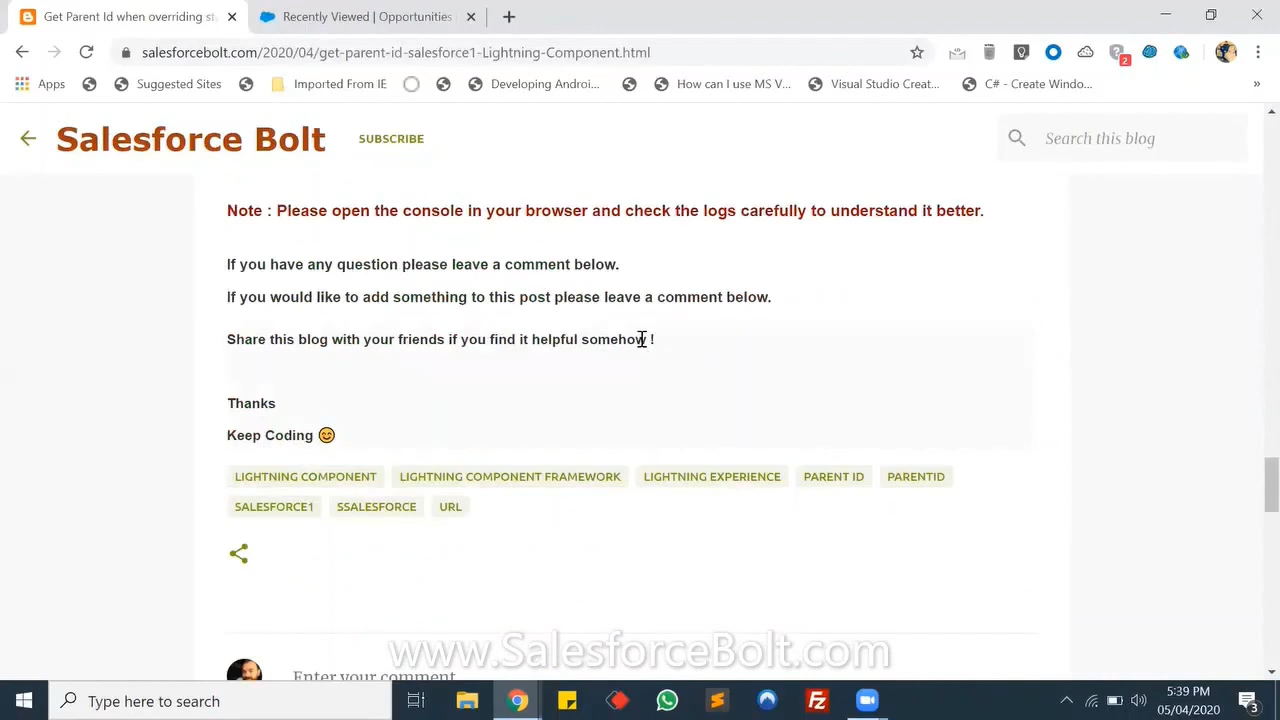 Get Parent Id when overriding st
Recently Viewed | Opportunities
salesforcebolt.com/2020/04/get-parent-id-salesforce1-Lightning-Component.html
2
Apps
Suggested Sites
Imported From IE
Developing Androi...
How can I use MS V...
Visual Studio Creat...
C# - Create Windo...
»
Salesforce Bolt
SUBSCRIBE
Search this blog
Note : Please open the console in your browser and check the logs carefully to understand it better.
If you have any question please leave a comment below.
If you would like to add something to this post please leave a comment below.
Share this blog with your friends if you find it helpful somehow !
Thanks
Keep Coding 😊
LIGHTNING COMPONENT
LIGHTNING COMPONENT FRAMEWORK
LIGHTNING EXPERIENCE
PARENT ID
PARENTID
SALESFORCE1
SSALESFORCE
URL
www.SalesforceBolt.com
Enter your comment
Type here to search
5:39 PM
05/04/2020
3